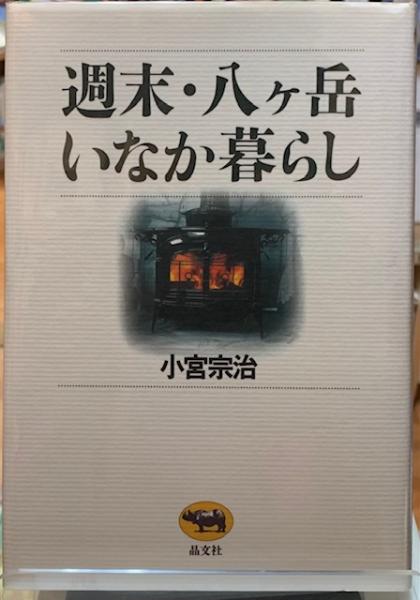 週末・八ヶ岳
いなか暮らし
小宮宗治
晶文社